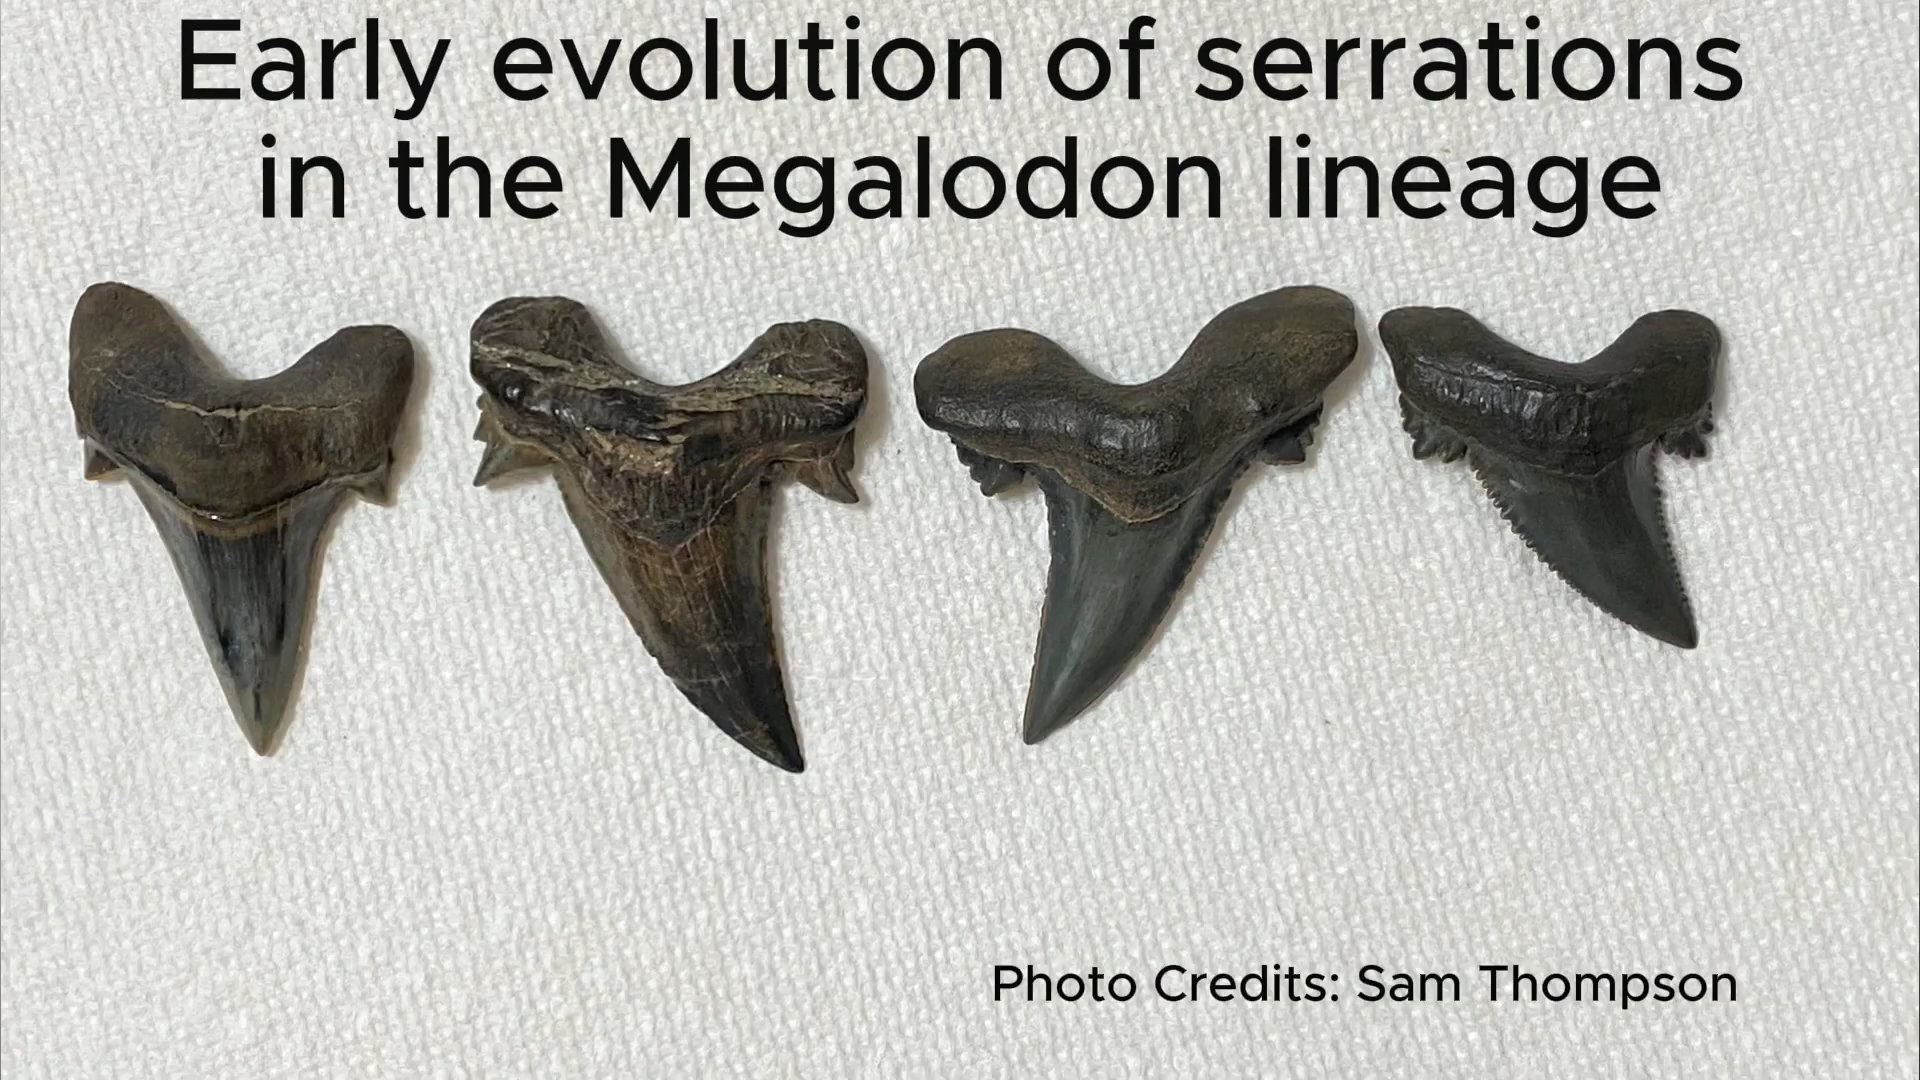 Early evolution of serrations
in the Megalodon lineage
Photo Credits: Sam Thompson